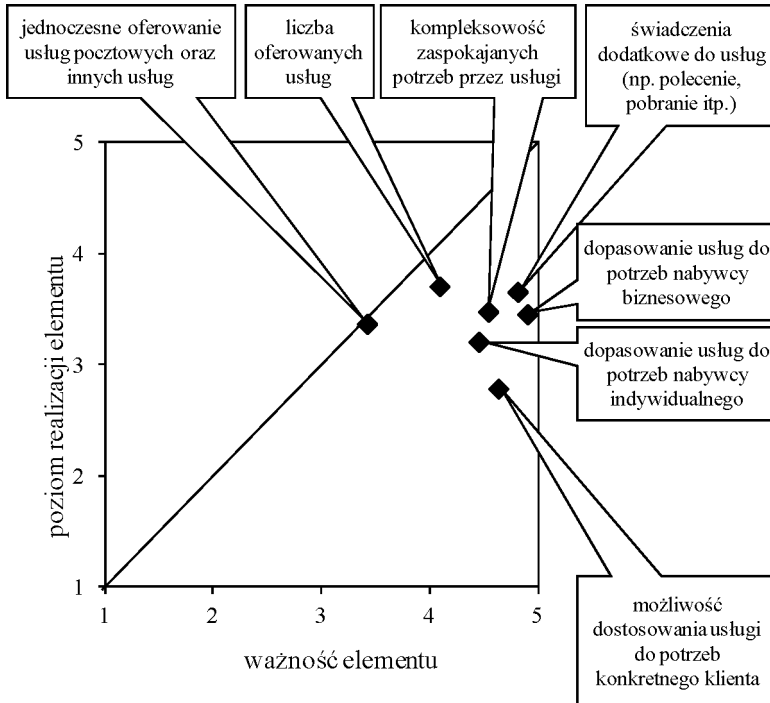 jednoczesne oferowanie
usług pocztowych oraz
innych usług
liczba
oferowanych
usług
kompleksowość
zaspokajanych
potrzeb przez usługi
świadczenia
dodatkowe do usług
(np. polecenie,
pobranie itp.)
dopasowanie usług do
potrzeb nabywcy
biznesowego
dopasowanie usług do
potrzeb nabywcy
indywidualnego
możliwość
dostosowania usługi
do potrzeb
konkretnego klienta
poziom realizacji elementu
5
4
3
2
1
1 2 3 4 5
ważność elementu